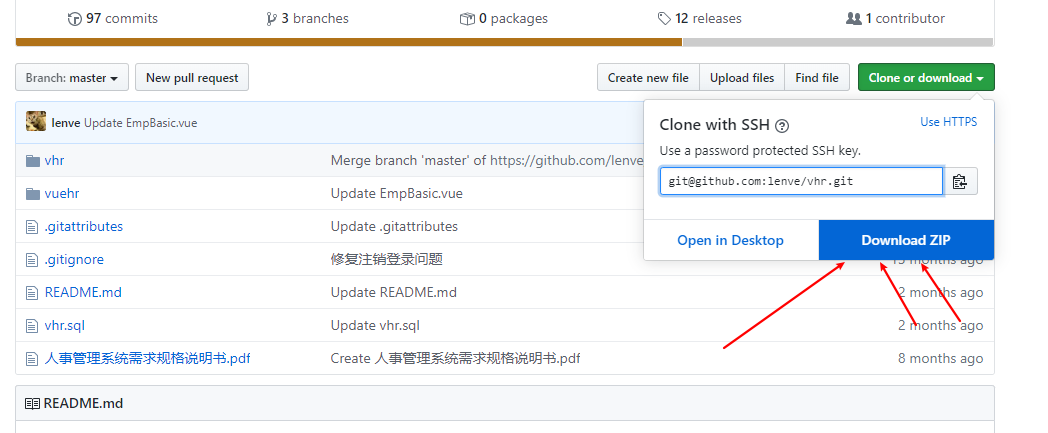 97 commits 3 branches 0 packages 12 releases 1 contributor
Branch: master New pull request Create new file Upload files Find file Clone or download
lenve Update EmpBasic.vue
Clone with SSH Use HTTPS
Use a password protected SSH key.
git@github.com:lenve/vhr.git
Open in Desktop Download ZIP
vhr Merge branch 'master' of https://github.com/lenve
vuehr Update EmpBasic.vue
.gitattributes Update .gitattributes
.gitignore 修复注销登录问题 months ago
README.md Update README.md 2 months ago
vhr.sql Update vhr.sql 2 months ago
人事管理系统需求规格说明书.pdf Create 人事管理系统需求规格说明书.pdf 8 months ago
README.md